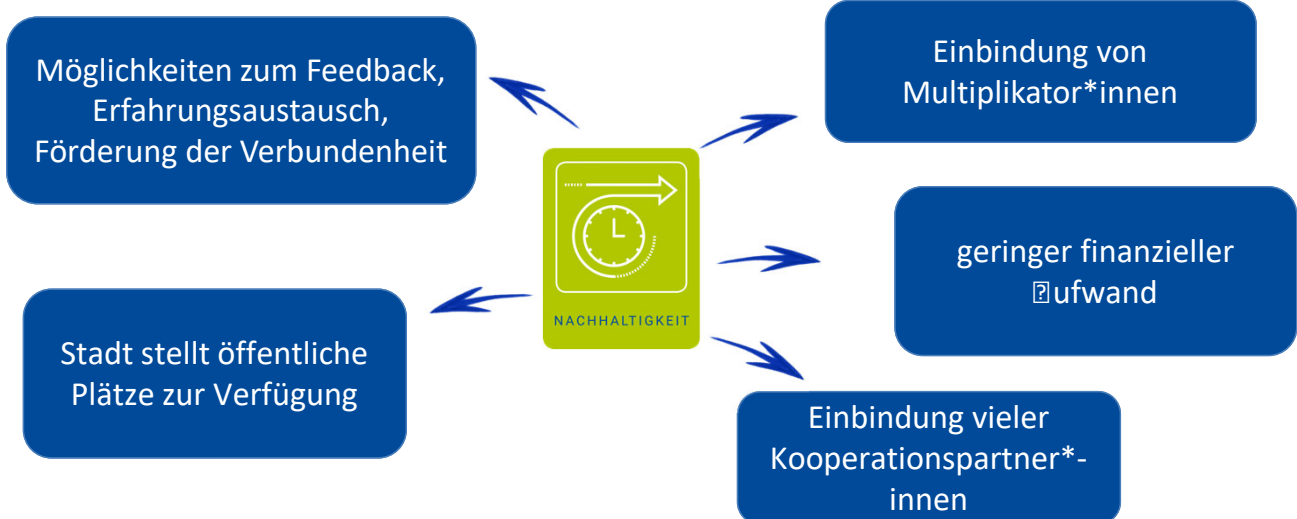 Möglichkeiten zum Feedback,
Erfahrungsaustausch,
Förderung der Verbundenheit
Einbindung von
Multiplikator*innen
geringer finanzieller
⍰ufwand
NACHHALTIGKEIT
Stadt stellt öffentliche
Plätze zur Verfügung
Einbindung vieler
Kooperationspartner*-
innen